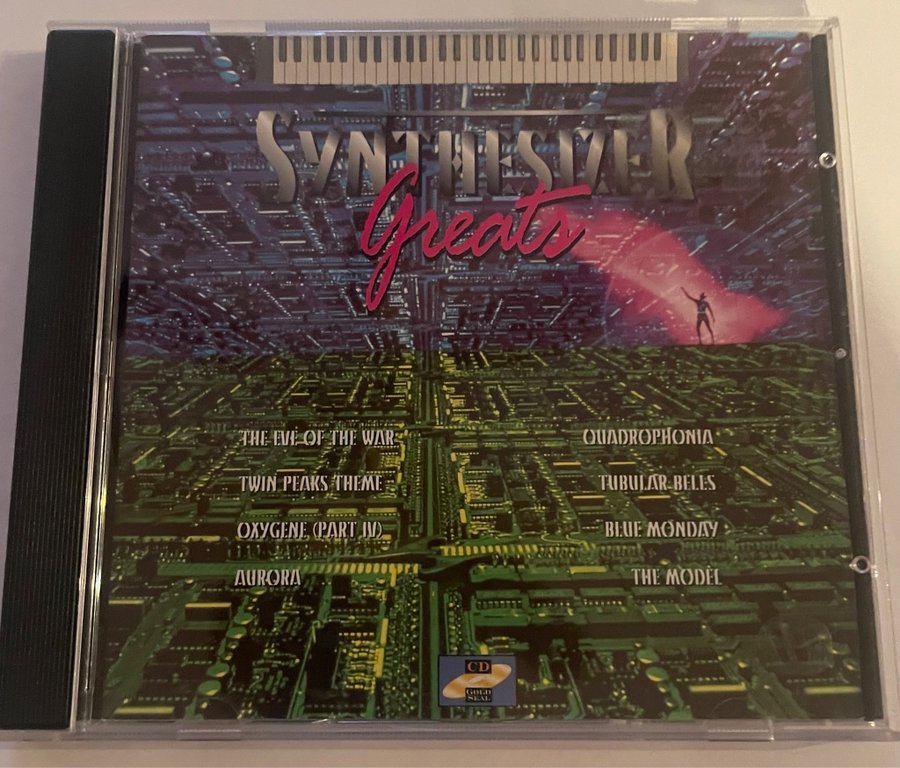 SYNTHESIZER
Greats
THE EVE OF THE WAR
QUADROPHONIA
TWIN PEAKS THEME
TUBULAR BELLS
OXYGENE (PART IV)
BLUE MONDAY
AURORA
THE MODEL
CD
GOLD
SEAL